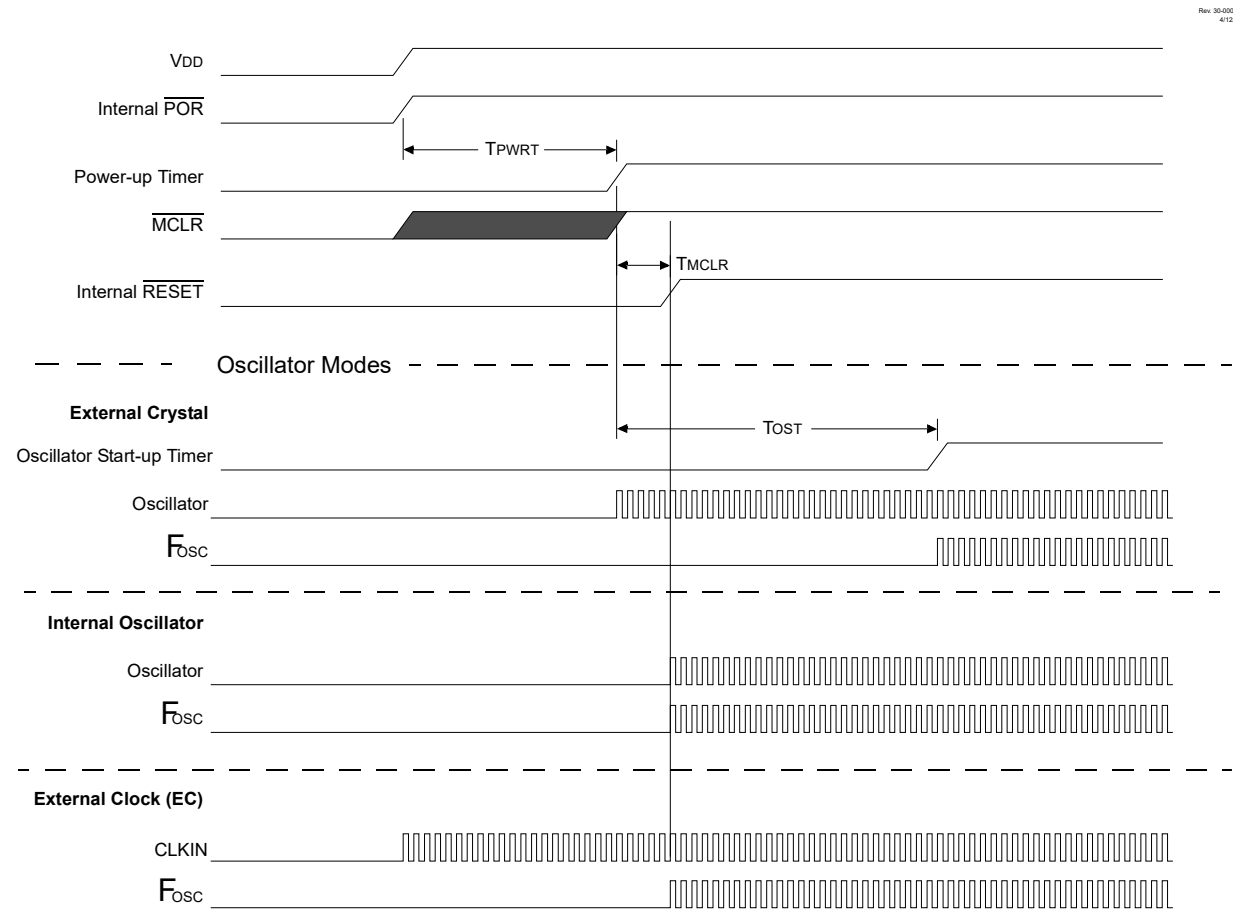 Rev. 30-000
4/12
VDD
Internal POR
TPWRT
Power-up Timer
MCLR
TMCLR
Internal RESET
Oscillator Modes
External Crystal
TOST
Oscillator Start-up Timer
Oscillator
FOSC
Internal Oscillator
Oscillator
FOSC
External Clock (EC)
CLKIN
FOSC